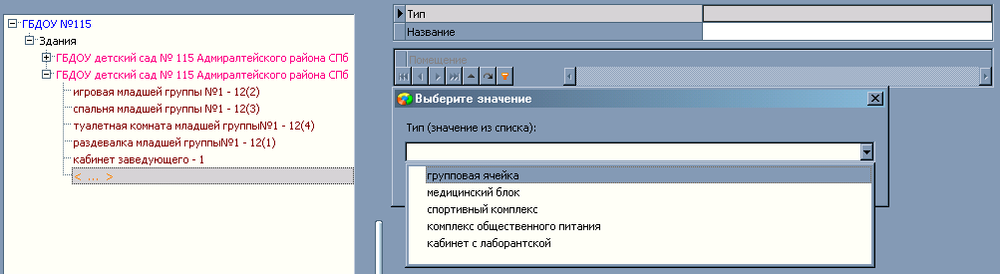 ГБДОУ №115
Здания
ГБДОУ детский сад № 115 Адмиралтейского района СПб
ГБДОУ детский сад № 115 Адмиралтейского района СПб
игровая младшей группы №1 - 12(2)
спальня младшей группы №1 - 12(3)
туалетная комната младшей группы№1 - 12(4)
раздевалка младшей группы№1 - 12(1)
кабинет заведующего - 1
< ... >
Тип
Название
Помещение
Выберите значение
Тип (значение из списка):
групповая ячейка
медицинский блок
спортивный комплекс
комплекс общественного питания
кабинет с лаборантской